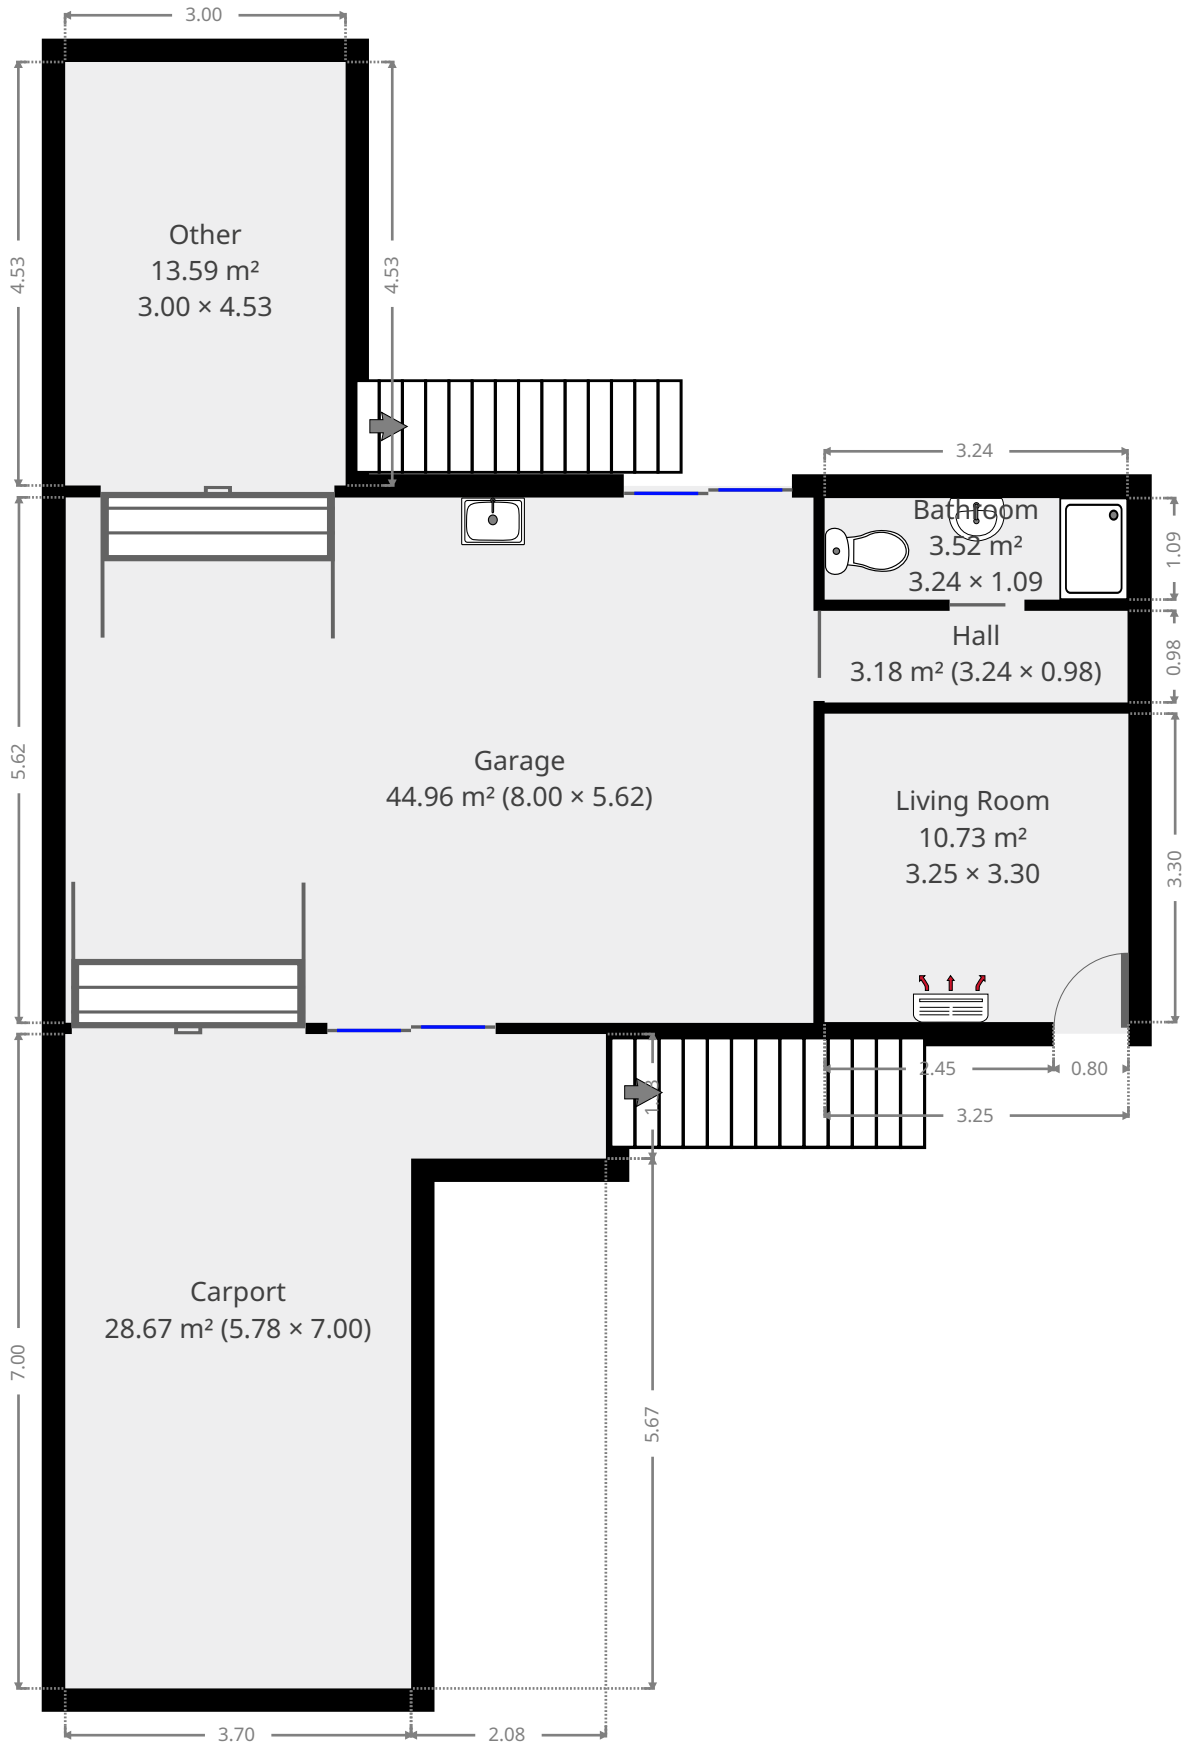 3.00
4.53
4.53
Other
13.59 m²
3.00 × 4.53
3.24
Bathroom
3.52 m²
3.24 × 1.09
1.09
Hall
3.18 m² (3.24 × 0.98)
0.98
5.62
Garage
44.96 m² (8.00 × 5.62)
Living Room
10.73 m²
3.25 × 3.30
3.30
2.45
0.80
3.25
Carport
28.67 m² (5.78 × 7.00)
7.00
5.67
3.70
2.08